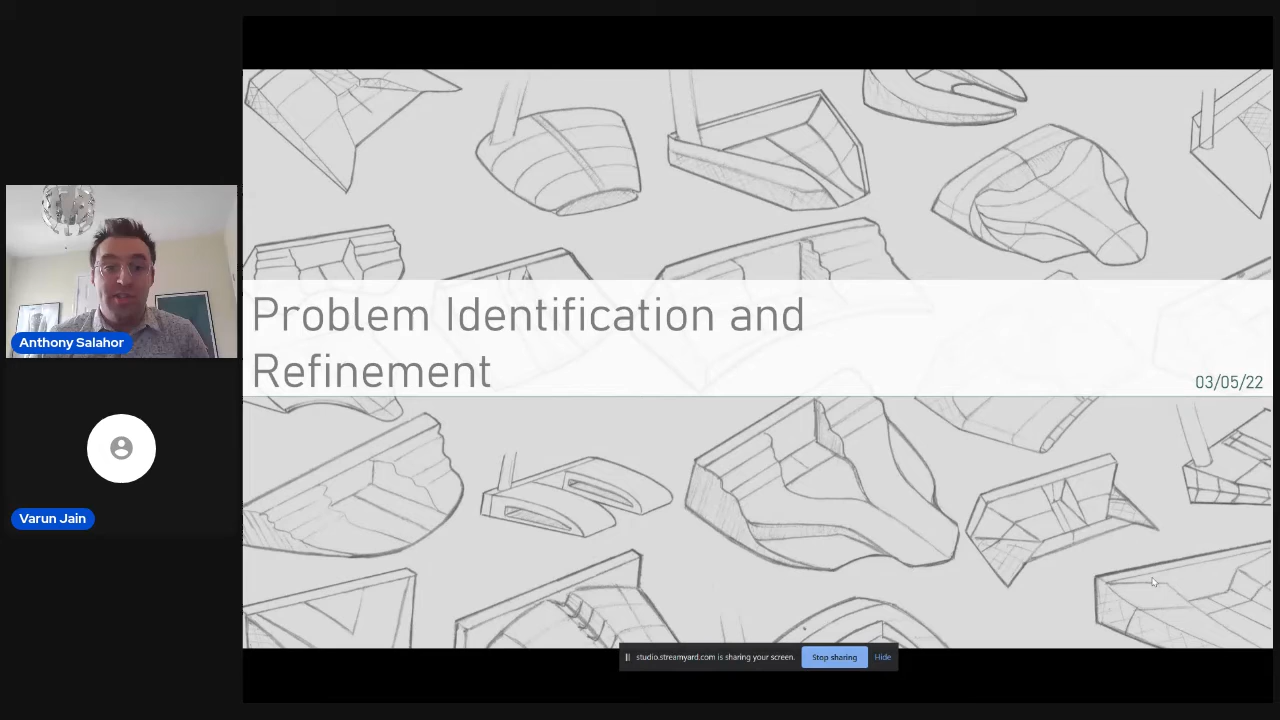 Problem Identification and
Refinement
03/05/22
Anthony Salahor
Varun Jain
studio.streamyard.com is sharing your screen.
Stop sharing
Hide